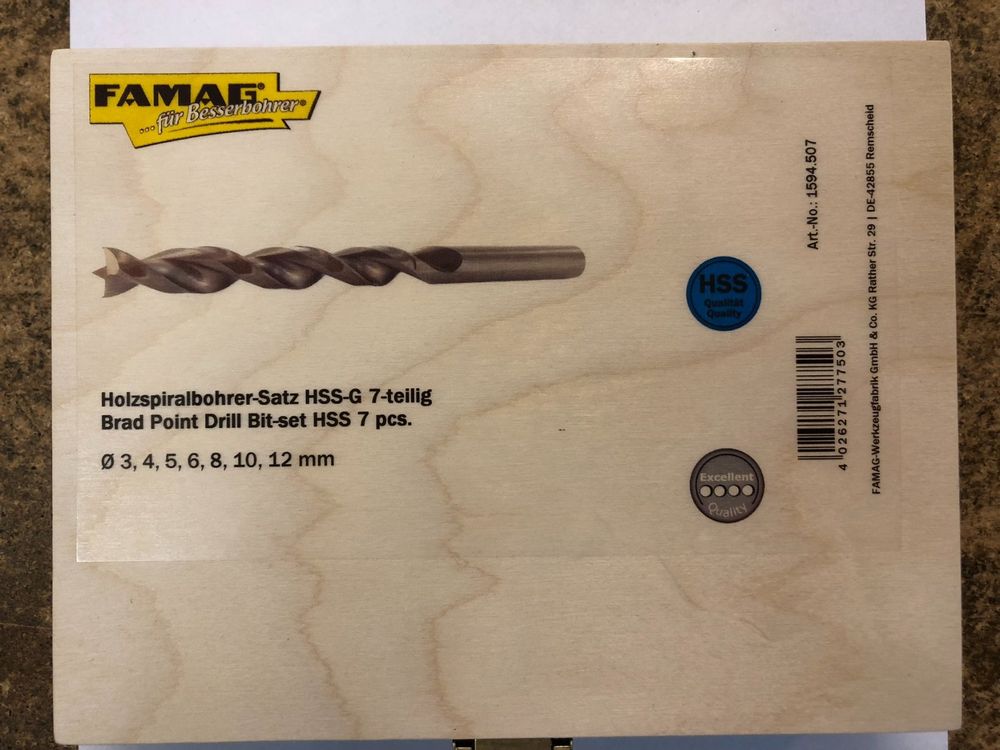 FAMAG®
...für Besserbohrer®
Holzspiralbohrer-Satz HSS-G 7-teilig
Brad Point Drill Bit-set HSS 7 pcs.
Ø 3, 4, 5, 6, 8, 10, 12 mm
HSS
Qualität
Quality
Excellent
Quality
Art.-No.: 1594.507
4 026271 277503
FAMAG-Werkzeugfabrik GmbH & Co. KG Rather Str. 29 | DE-42855 Remscheid